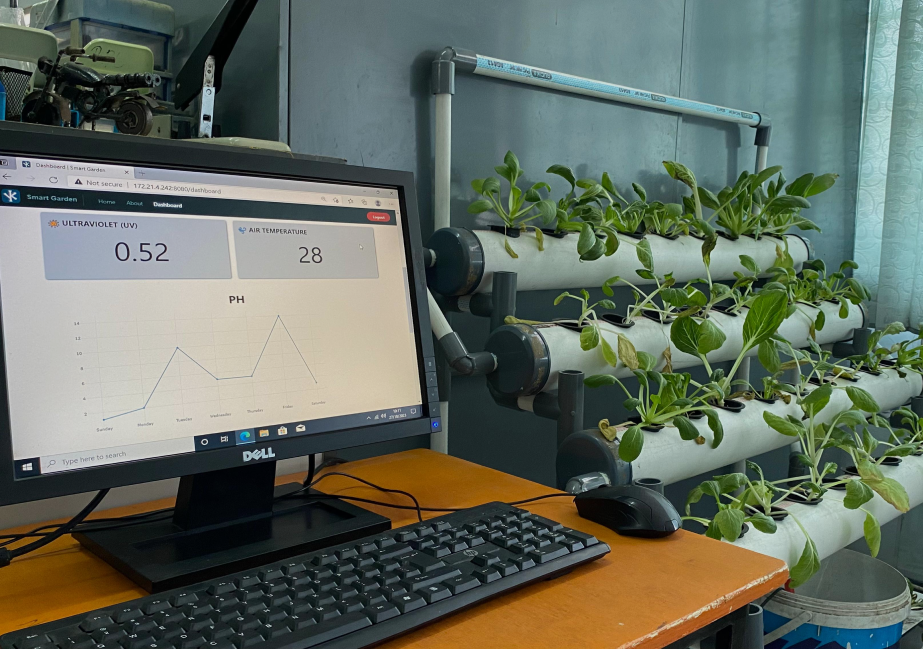 Dashboard | Smart Garden
Not secure | 172.21.4.242:8080/dashboard
Smart Garden
Home About Dashboard
Logout
ULTRAVIOLET (UV)
0.52
AIR TEMPERATURE
28
PH
14
12
10
8
6
4
2
Sunday Monday Tuesday Wednesday Thursday Friday Saturday
Type here to search
DELL